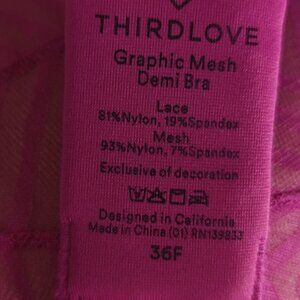 THIRDLOVE
Graphic Mesh
Demi Bra
Lace
81%Nylon, 19%Spandex
Mesh
93%Nylon, 7%Spandex
Exclusive of decoration
Designed in California
Made in China (01) RN139833
36F